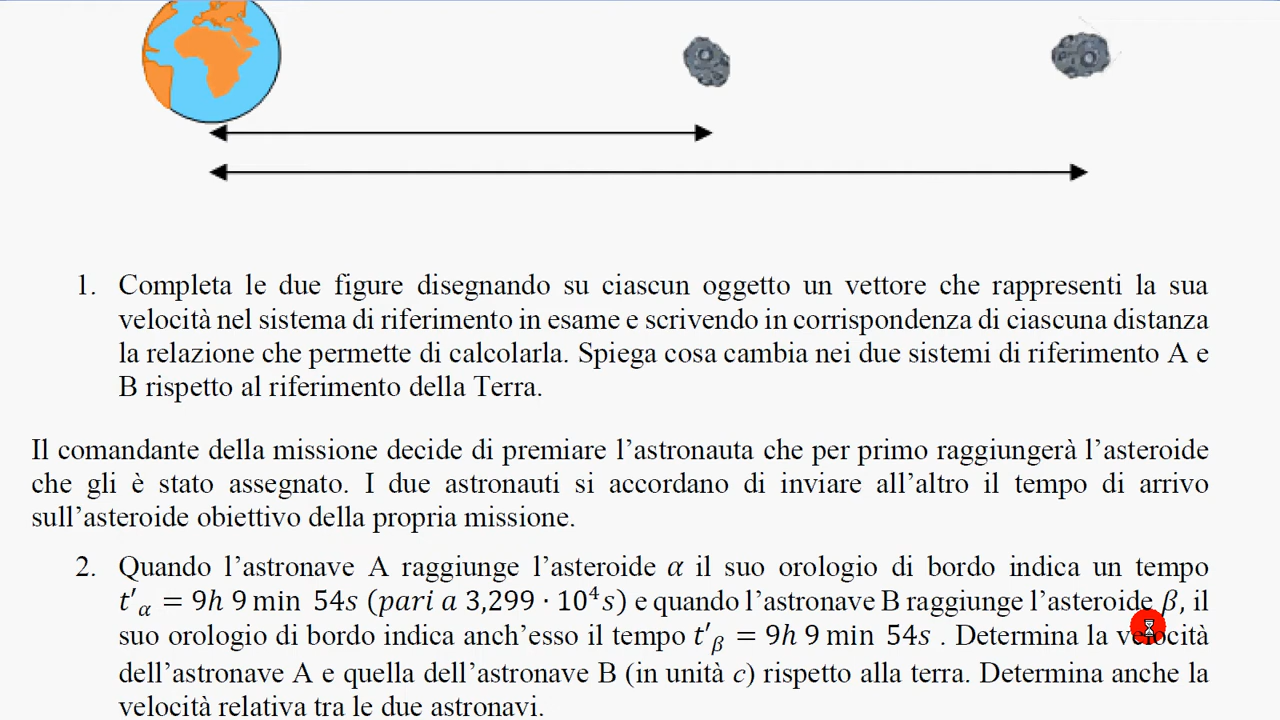 1. Completa le due figure disegnando su ciascun oggetto un vettore che rappresenti la sua
velocità nel sistema di riferimento in esame e scrivendo in corrispondenza di ciascuna distanza
la relazione che permette di calcolarla. Spiega cosa cambia nei due sistemi di riferimento A e
B rispetto al riferimento della Terra.
Il comandante della missione decide di premiare l’astronauta che per primo raggiungerà l’asteroide
che gli è stato assegnato. I due astronauti si accordano di inviare all’altro il tempo di arrivo
sull’asteroide obiettivo della propria missione.
2. Quando l’astronave A raggiunge l’asteroide α il suo orologio di bordo indica un tempo
t′α = 9h 9 min 54s (pari a 3,299 · 10⁴ s) e quando l’astronave B raggiunge l’asteroide β, il
suo orologio di bordo indica anch’esso il tempo t′β = 9h 9 min 54s . Determina la velocità
dell’astronave A e quella dell’astronave B (in unità c) rispetto alla terra. Determina anche la
velocità relativa tra le due astronavi.